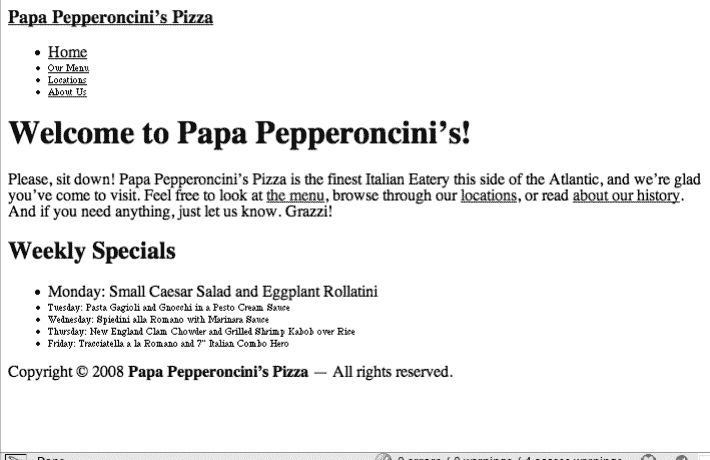 Papa Pepperoncini's Pizza
Home
Our Menu
Locations
About Us
Welcome to Papa Pepperoncini's!
Please, sit down! Papa Pepperoncini's Pizza is the finest Italian Eatery this side of the Atlantic, and we're glad
you've come to visit. Feel free to look at the menu, browse through our locations, or read about our history.
And if you need anything, just let us know. Grazzi!
Weekly Specials
Monday: Small Caesar Salad and Eggplant Rollatini
Tuesday: Pasta Gagioli and Gnocchi in a Pesto Cream Sauce
Wednesday: Spiedini alla Romano with Marinara Sauce
Thursday: New England Clam Chowder and Grilled Shrimp Kabob over Rice
Friday: Tracciatella a la Romano and 7" Italian Combo Hero
Copyright © 2008 Papa Pepperoncini's Pizza — All rights reserved.